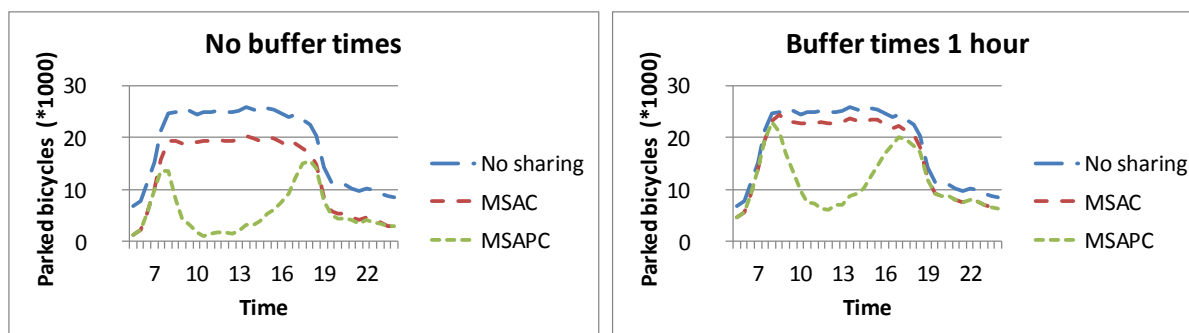 No buffer times
Parked bicycles (*1000)
30
20
10
0
7 10 13 16 19 22
Time
No sharing
MSAC
MSAPC
Buffer times 1 hour
Parked bicycles (*1000)
30
20
10
0
7 10 13 16 19 22
Time
No sharing
MSAC
MSAPC